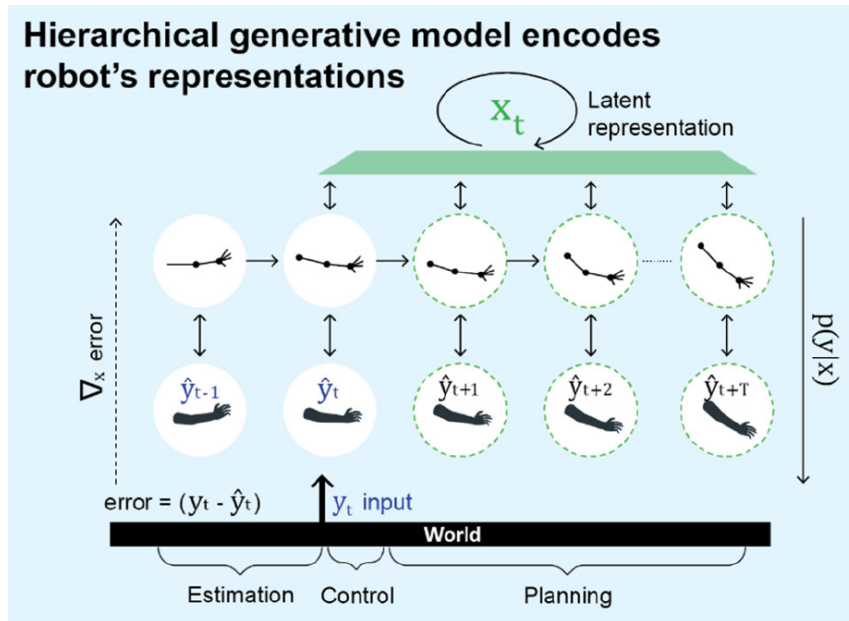 Hierarchical generative model encodes
robot's representations
xt
Latent
representation
∇x error
p(y|x)
ŷt-1
ŷt
ŷt+1
ŷt+2
ŷt+T
error = (yt - ŷt)
yt input
World
Estimation
Control
Planning